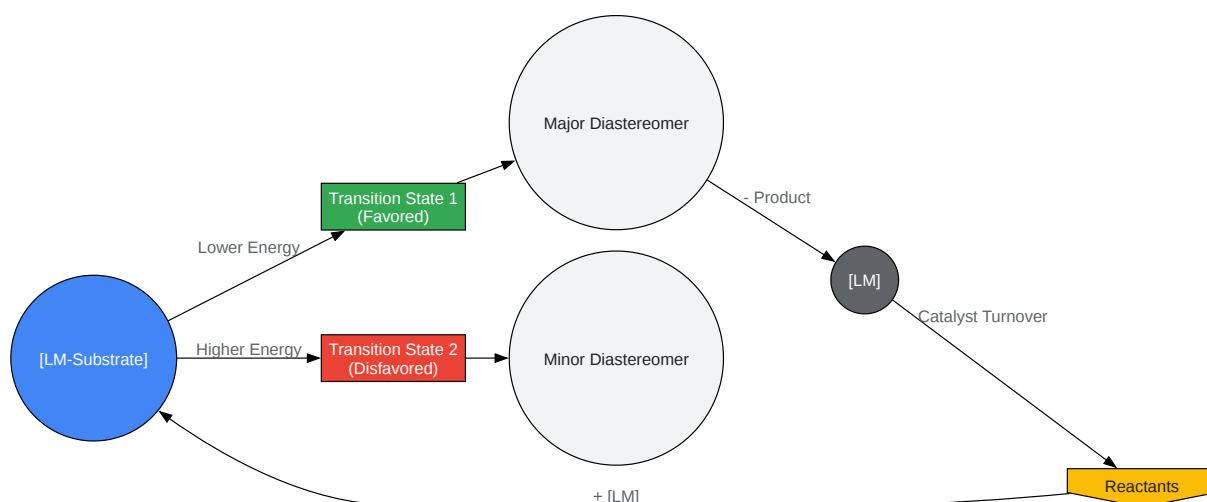 Major Diastereomer
- Product
Transition State 1
(Favored)
Lower Energy
[LM]
Catalyst Turnover
[LM-Substrate]
Higher Energy
Transition State 2
(Disfavored)
Minor Diastereomer
Reactants
+ [LM]